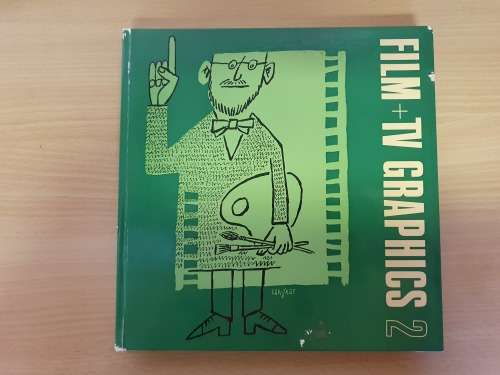 FILM + TV GRAPHICS 2